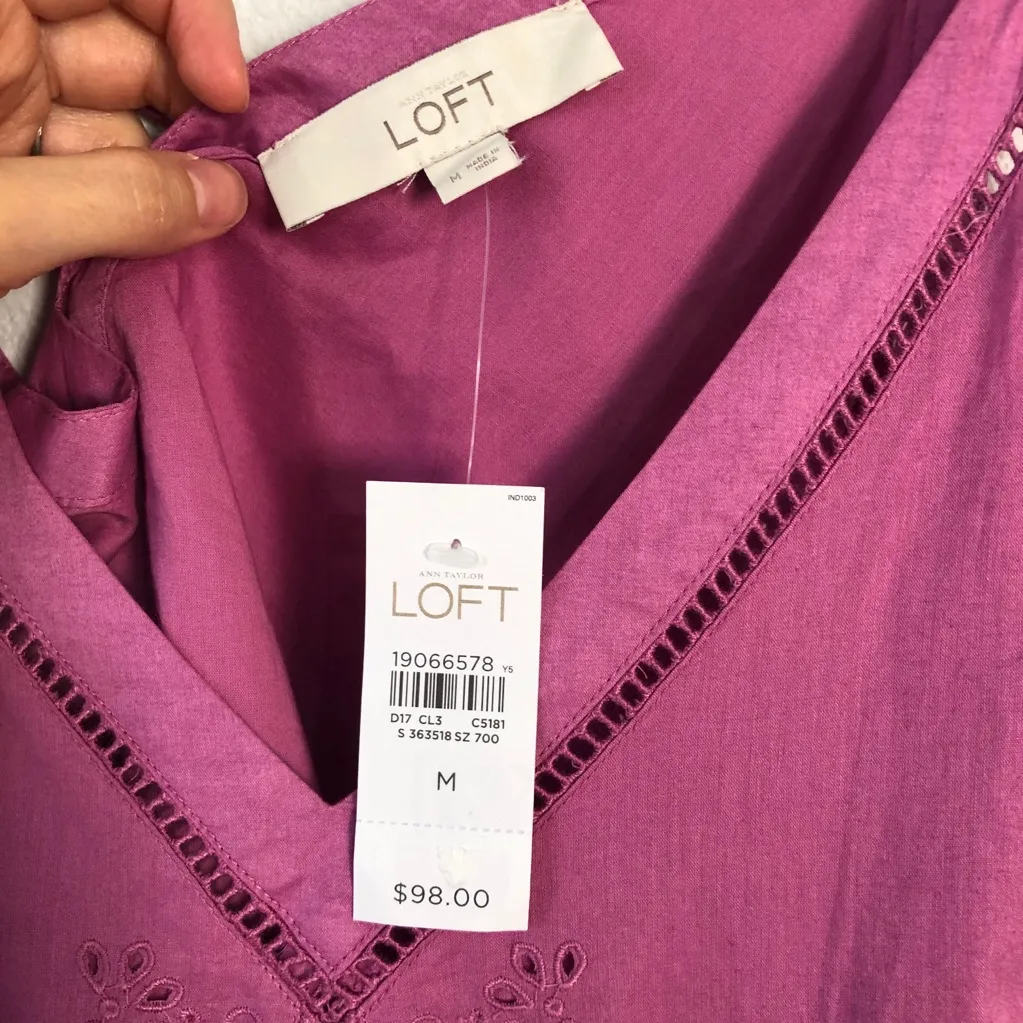 ANN TAYLOR
LOFT
M MADE IN
INDIA
IND1003
ANN TAYLOR
LOFT
19066578 Y5
D17 CL3 C5181
S 363518 SZ 700
M
$98.00